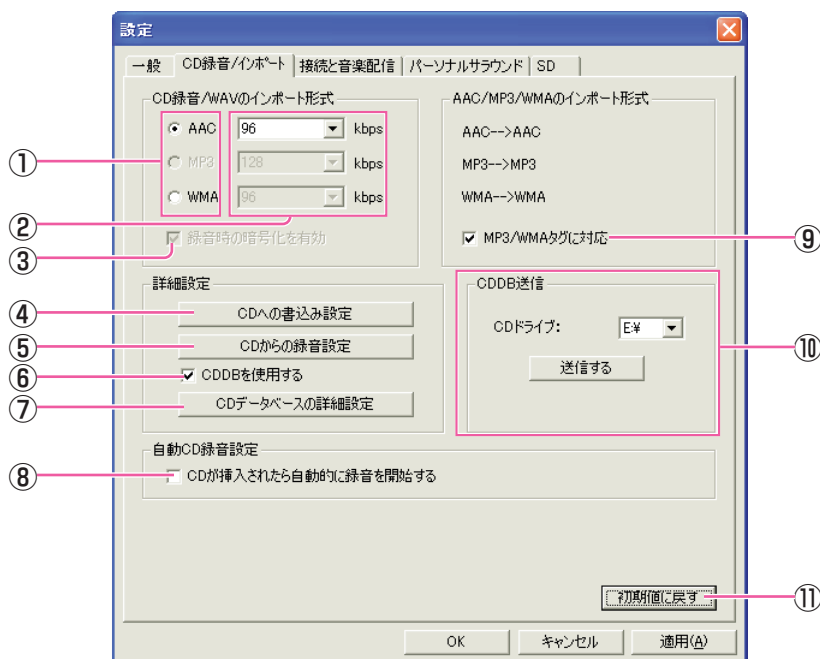 設定
一般 CD録音/インポート 接続と音楽配信 パーソナルサラウンド SD
CD録音/WAVのインポート形式
① AAC 96 kbps
MP3 128 kbps
WMA 96 kbps
②
③ 録音時の暗号化を有効
AAC/MP3/WMAのインポート形式
AAC-->AAC
MP3-->MP3
WMA-->WMA
MP3/WMAタグに対応 ⑨
詳細設定
④ CDへの書込み設定
⑤ CDからの録音設定
⑥ CDDBを使用する
⑦ CDデータベースの詳細設定
CDDB送信
CDドライブ: E:¥
送信する
⑩
自動CD録音設定
⑧ CDが挿入されたら自動的に録音を開始する
初期値に戻す ⑪
OK キャンセル 適用(A)